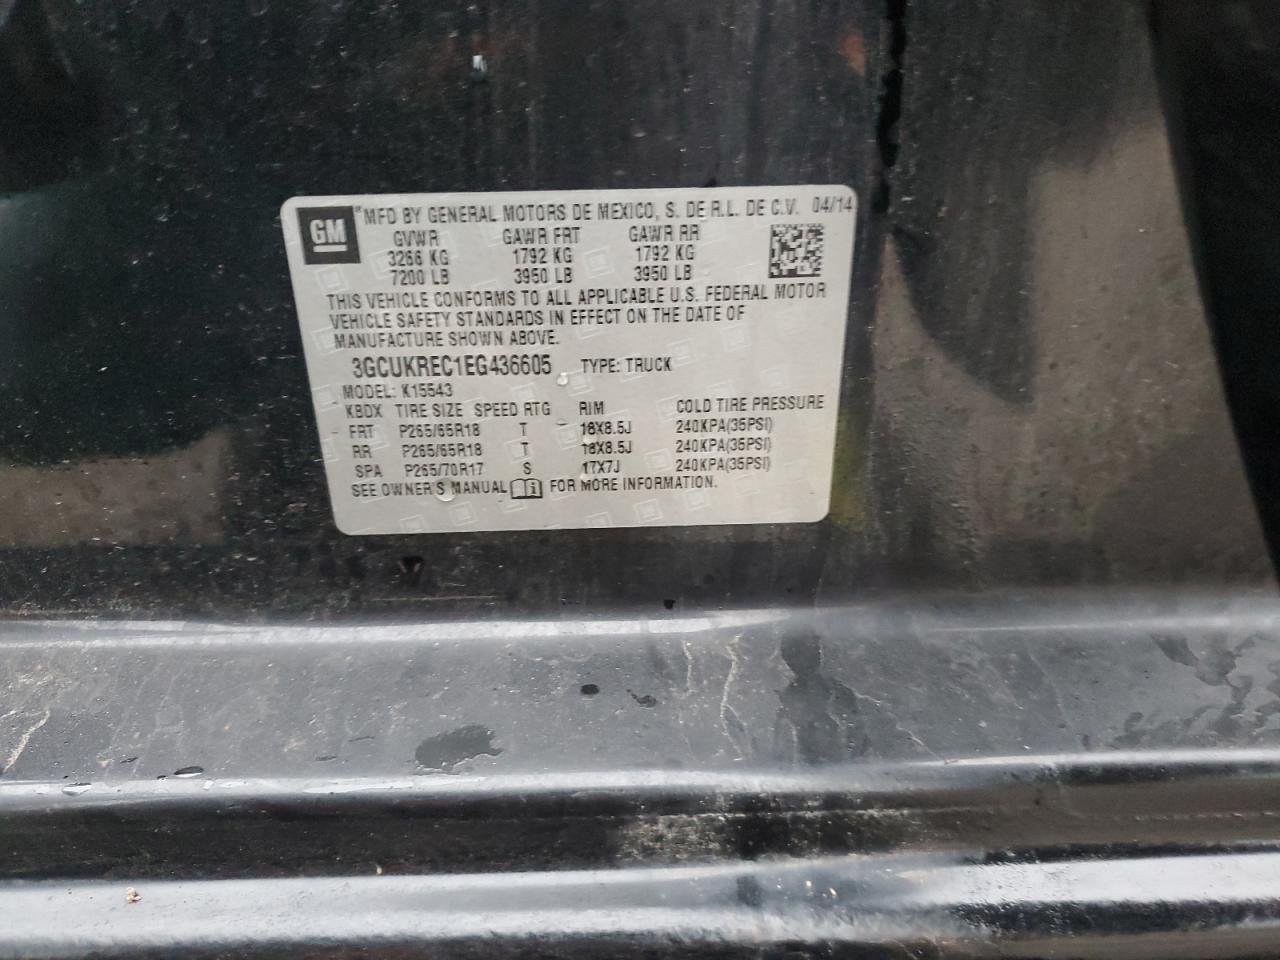 GM MFD BY GENERAL MOTORS DE MEXICO, S. DE R.L. DE C.V. 04/14
GVWR GAWR FRT GAWR RR
3266 KG 1792 KG 1792 KG
7200 LB 3950 LB 3950 LB
THIS VEHICLE CONFORMS TO ALL APPLICABLE U.S. FEDERAL MOTOR
VEHICLE SAFETY STANDARDS IN EFFECT ON THE DATE OF
MANUFACTURE SHOWN ABOVE.
3GCUKREC1EG436605 TYPE: TRUCK
MODEL: K15543
KBDX TIRE SIZE SPEED RTG RIM COLD TIRE PRESSURE
FRT P265/65R18 T 18X8.5J 240KPA(35PSI)
RR P265/65R18 T 18X8.5J 240KPA(35PSI)
SPA P265/70R17 S 17X7J 240KPA(35PSI)
SEE OWNER'S MANUAL FOR MORE INFORMATION.